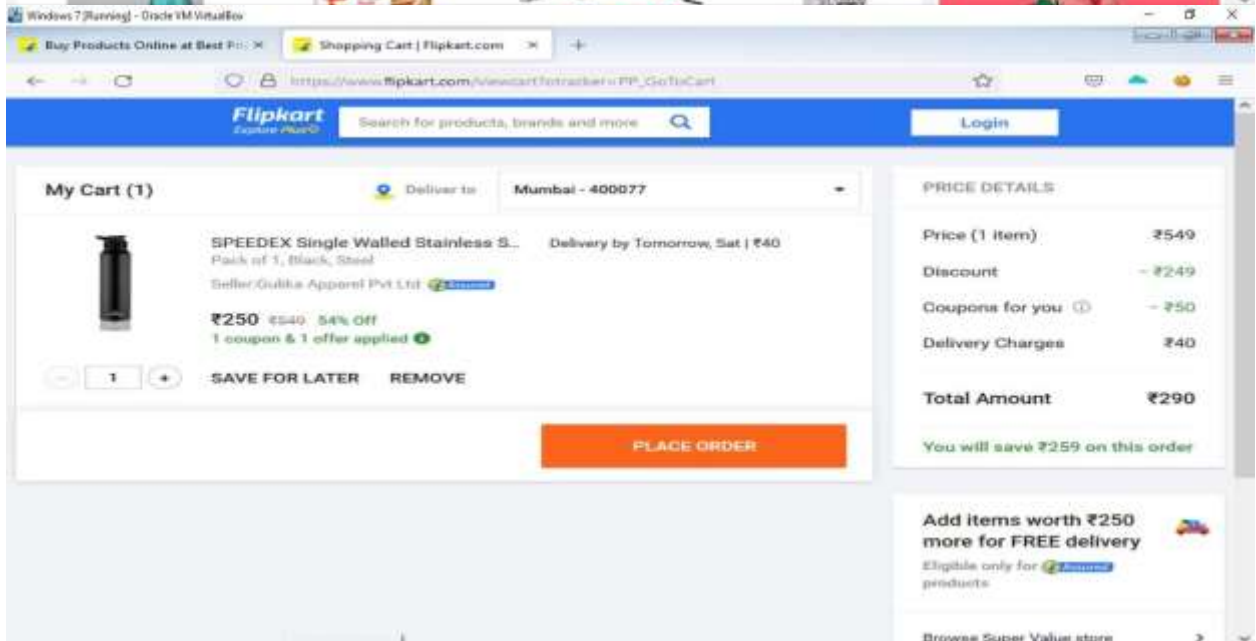 Windows 7 [Running] - Oracle VM VirtualBox
Buy Products Online at Best Pri
Shopping Cart | Flipkart.com
https://www.flipkart.com/viewcart?otracker=PP_GoToCart
Flipkart
Explore Plus
Search for products, brands and more
Login
My Cart (1)
Deliver to
Mumbai - 400077
SPEEDEX Single Walled Stainless S...
Delivery by Tomorrow, Sat | ₹40
Pack of 1, Black, Steel
Seller:Gulika Apparel Pvt Ltd Assured
₹250 ₹549 54% Off
1 coupon & 1 offer applied
- 1 +
SAVE FOR LATER
REMOVE
PLACE ORDER
PRICE DETAILS
Price (1 item) ₹549
Discount − ₹249
Coupons for you − ₹50
Delivery Charges ₹40
Total Amount ₹290
You will save ₹259 on this order
Add items worth ₹250
more for FREE delivery
Eligible only for Assured
products
Browse Super Value store